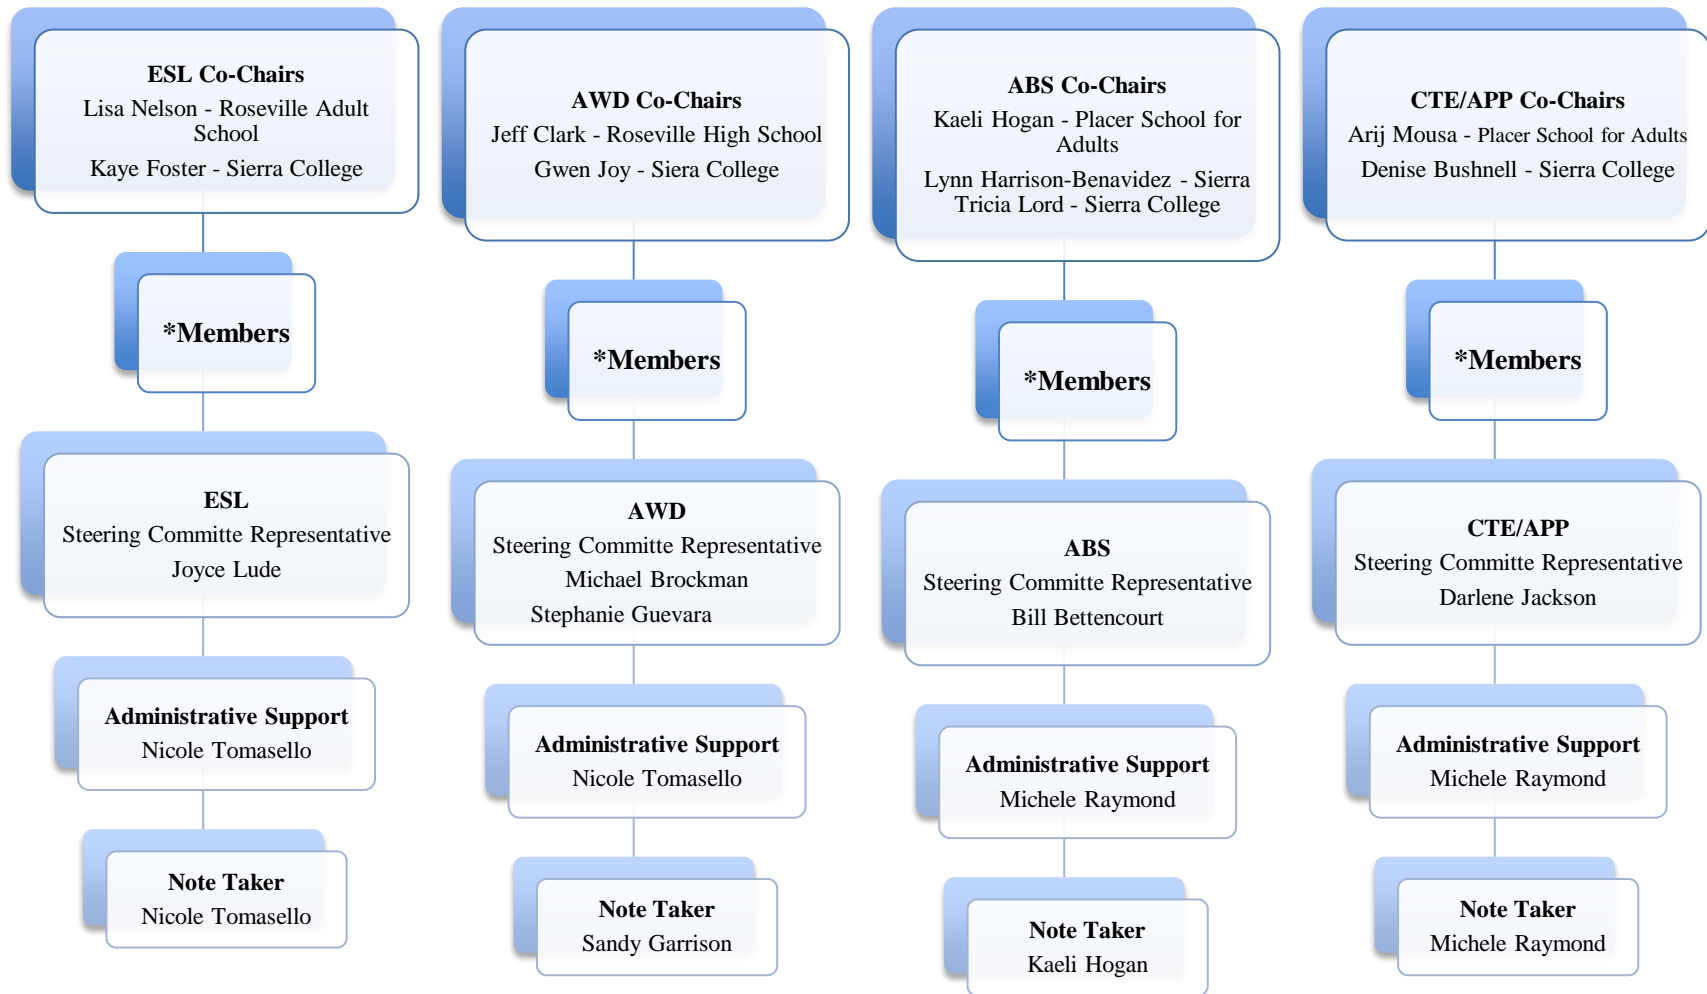 ESL Co-Chairs
Lisa Nelson - Roseville Adult
School
Kaye Foster - Sierra College
*Members
ESL
Steering Committe Representative
Joyce Lude
Administrative Support
Nicole Tomasello
Note Taker
Nicole Tomasello
AWD Co-Chairs
Jeff Clark - Roseville High School
Gwen Joy - Siera College
*Members
AWD
Steering Committe Representative
Michael Brockman
Stephanie Guevara
Administrative Support
Nicole Tomasello
Note Taker
Sandy Garrison
ABS Co-Chairs
Kaeli Hogan - Placer School for
Adults
Lynn Harrison-Benavidez - Sierra
Tricia Lord - Sierra College
*Members
ABS
Steering Committe Representative
Bill Bettencourt
Administrative Support
Michele Raymond
Note Taker
Kaeli Hogan
CTE/APP Co-Chairs
Arij Mousa - Placer School for Adults
Denise Bushnell - Sierra College
*Members
CTE/APP
Steering Committe Representative
Darlene Jackson
Administrative Support
Michele Raymond
Note Taker
Michele Raymond